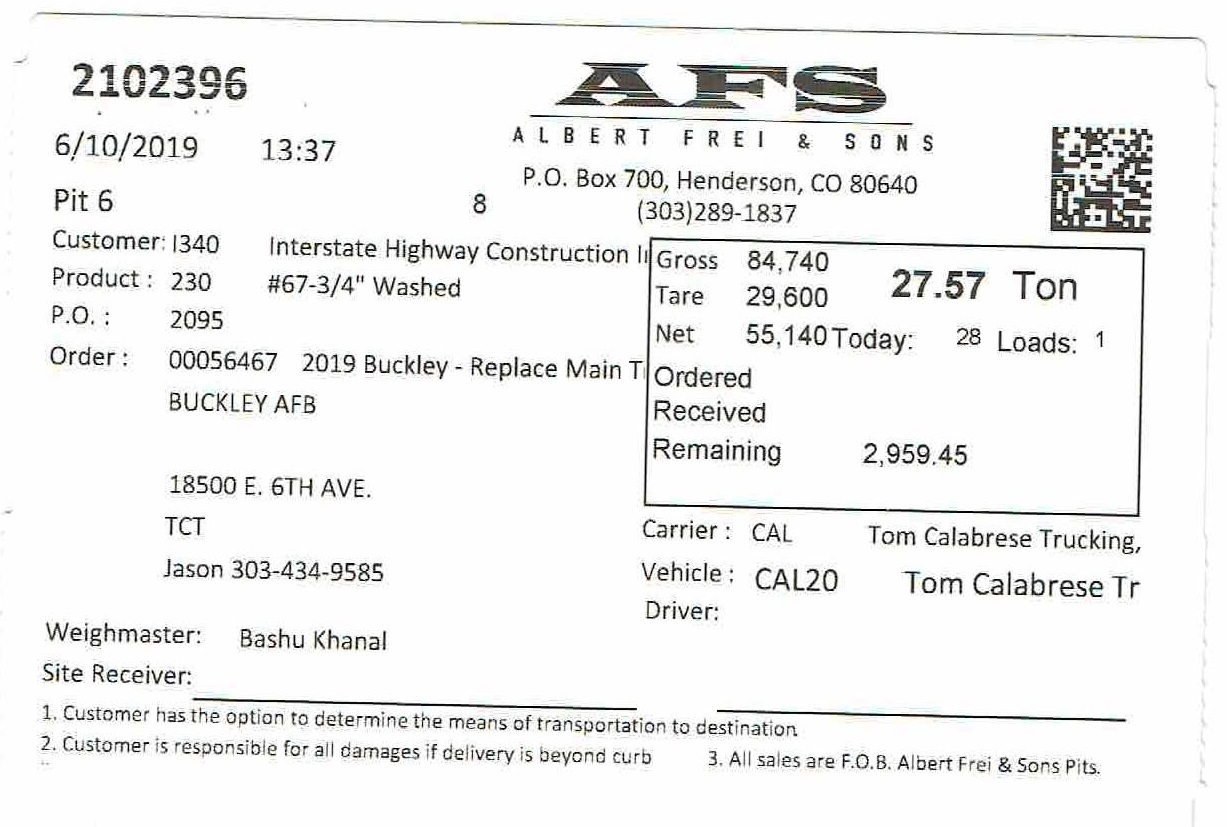 2102396
AFS
ALBERT FREI & SONS
6/10/2019 13:37
P.O. Box 700, Henderson, CO 80640
Pit 6 8 (303)289-1837
Customer: I340 Interstate Highway Construction I
Product : 230 #67-3/4" Washed
P.O. : 2095
Order : 00056467 2019 Buckley - Replace Main T
BUCKLEY AFB
18500 E. 6TH AVE.
TCT
Jason 303-434-9585
Gross 84,740 27.57 Ton
Tare 29,600
Net 55,140 Today: 28 Loads: 1
Ordered
Received
Remaining 2,959.45
Carrier : CAL Tom Calabrese Trucking,
Vehicle : CAL20 Tom Calabrese Tr
Driver:
Weighmaster: Bashu Khanal
Site Receiver:
1. Customer has the option to determine the means of transportation to destination
2. Customer is responsible for all damages if delivery is beyond curb 3. All sales are F.O.B. Albert Frei & Sons Pits.